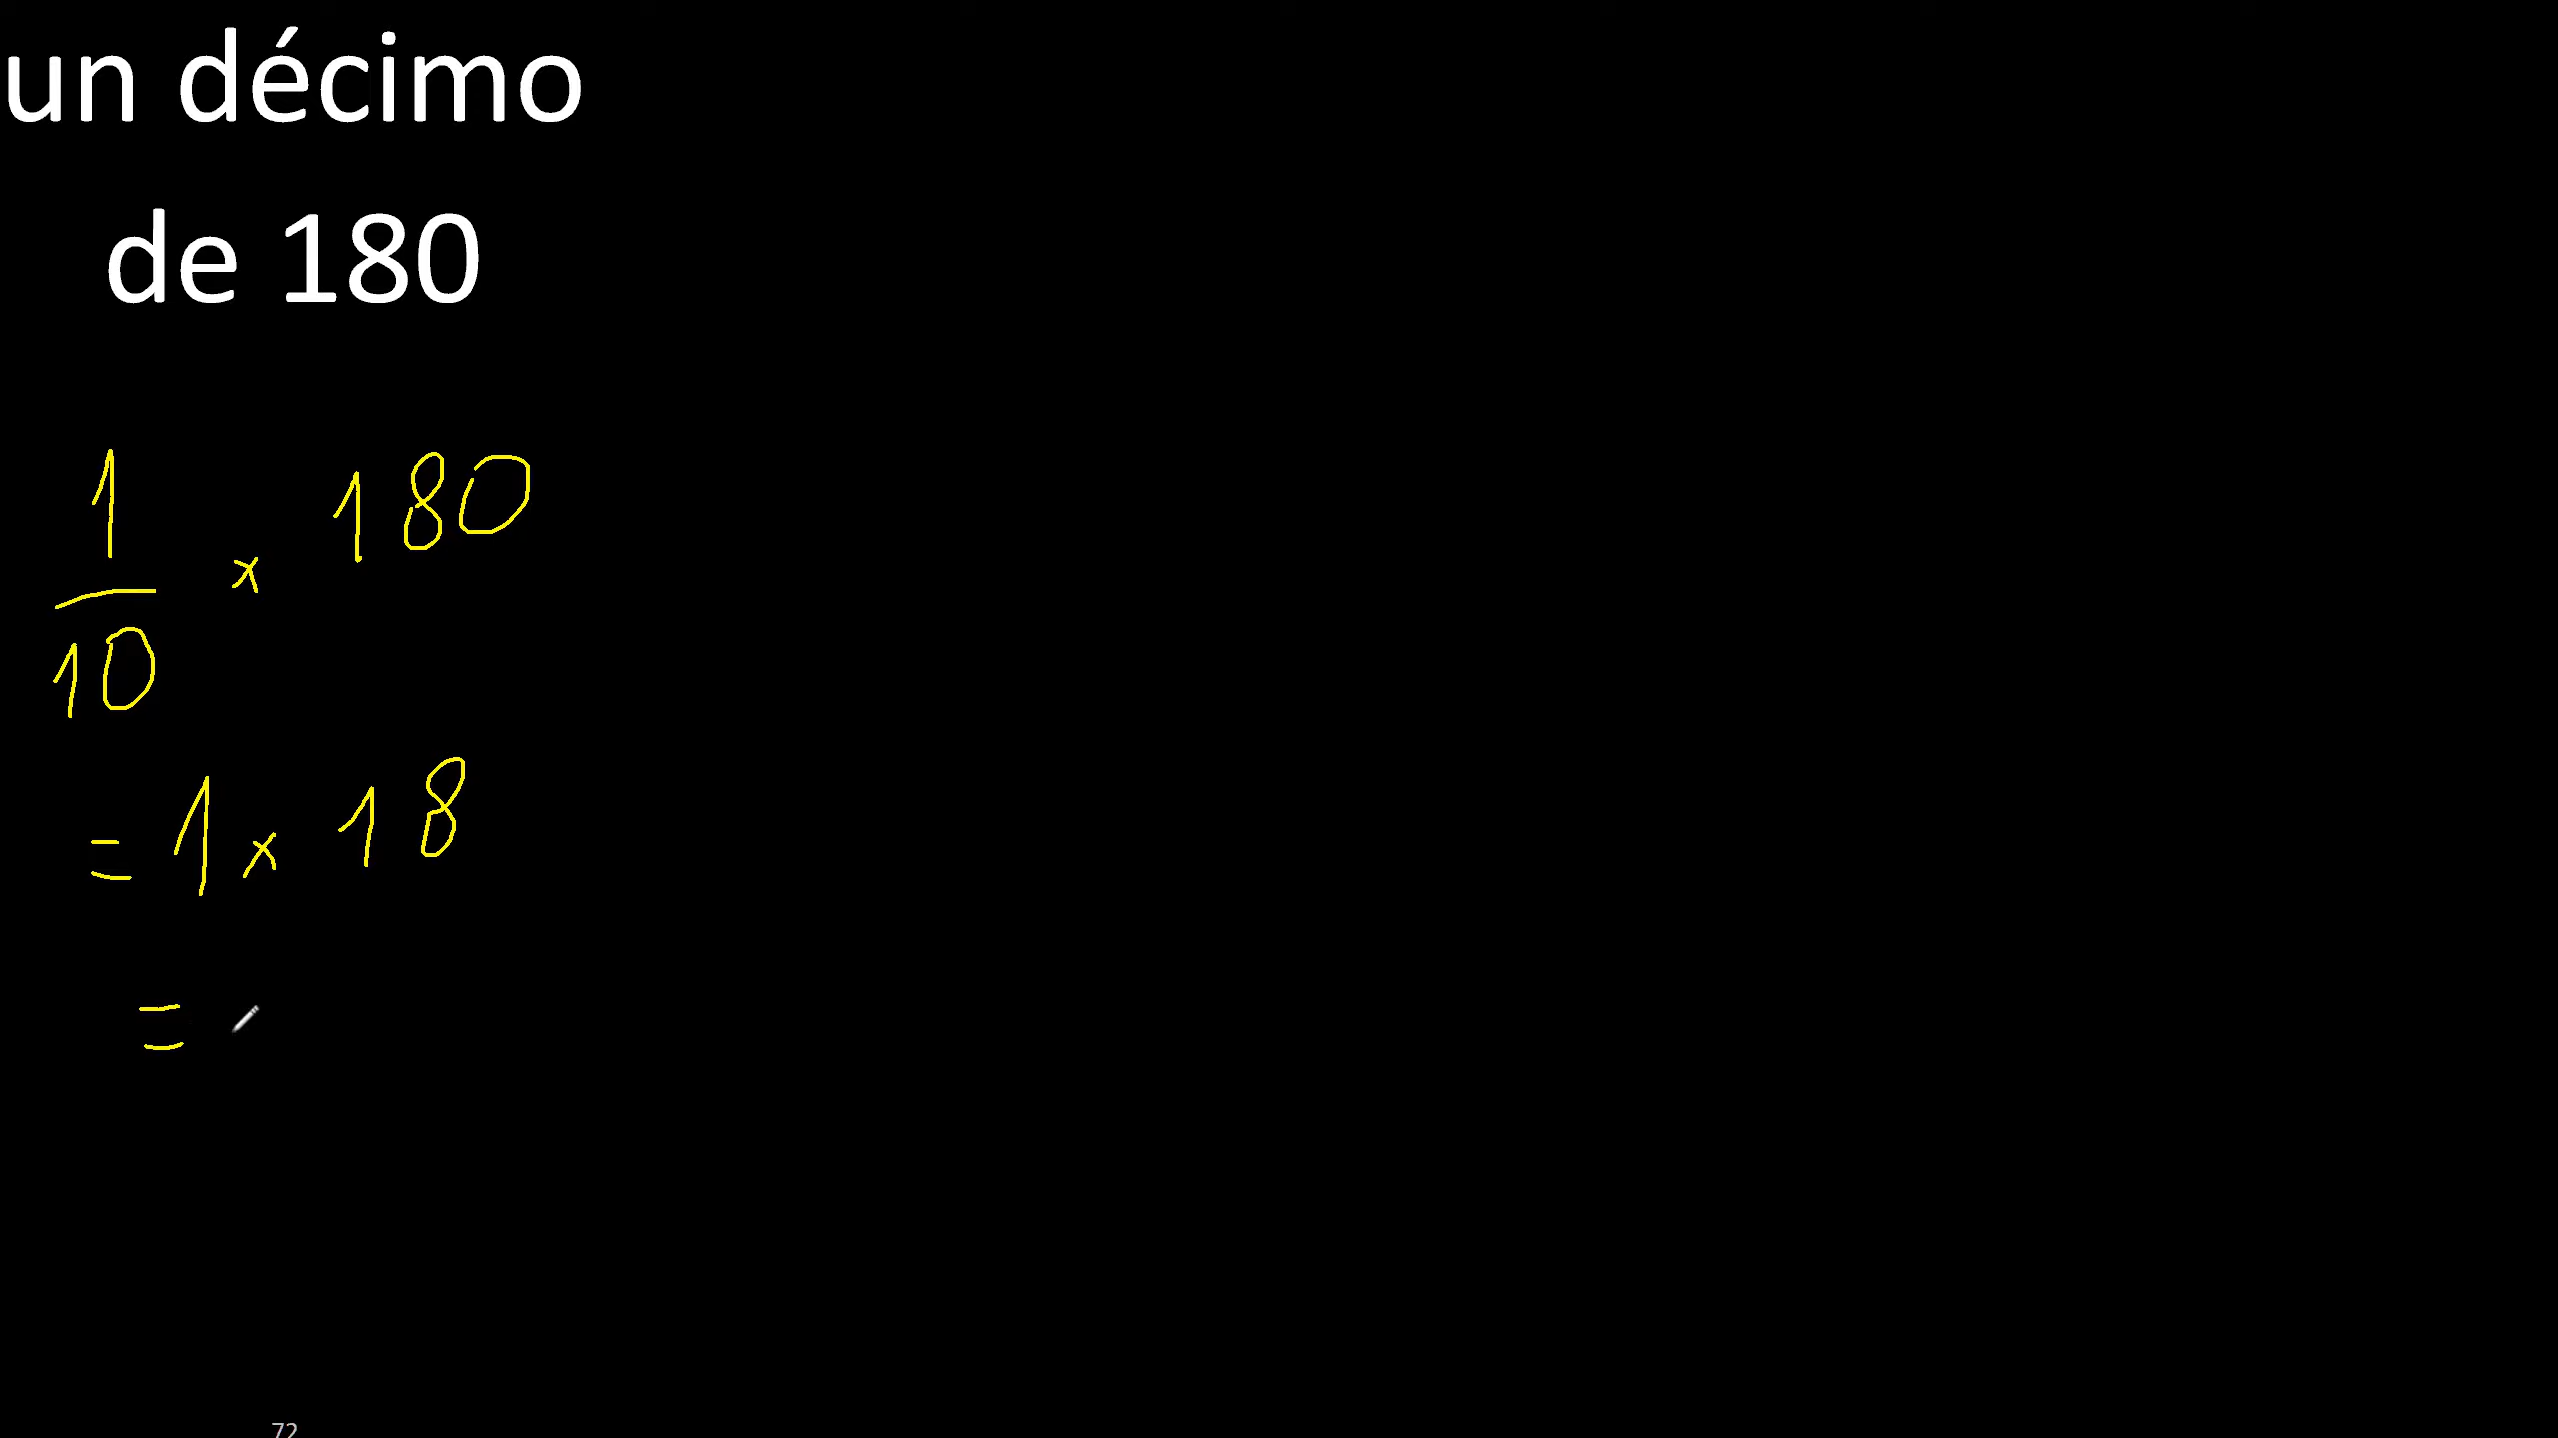 un décimo
de 180
1/10 × 180
= 1 × 18
=
72